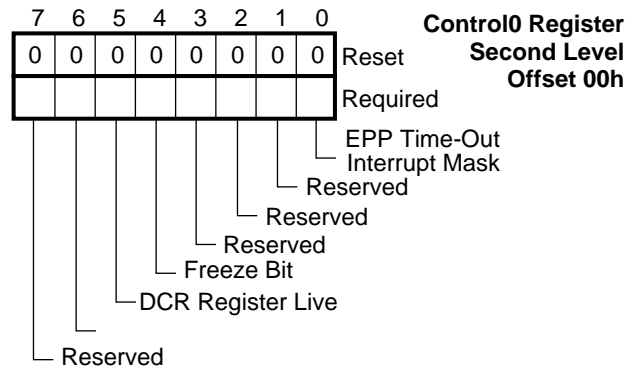 7 6 5 4 3 2 1 0
Control0 Register
Second Level
Offset 00h
0 0 0 0 0 0 0 0 Reset
Required
EPP Time-Out
Interrupt Mask
Reserved
Reserved
Reserved
Freeze Bit
DCR Register Live
Reserved